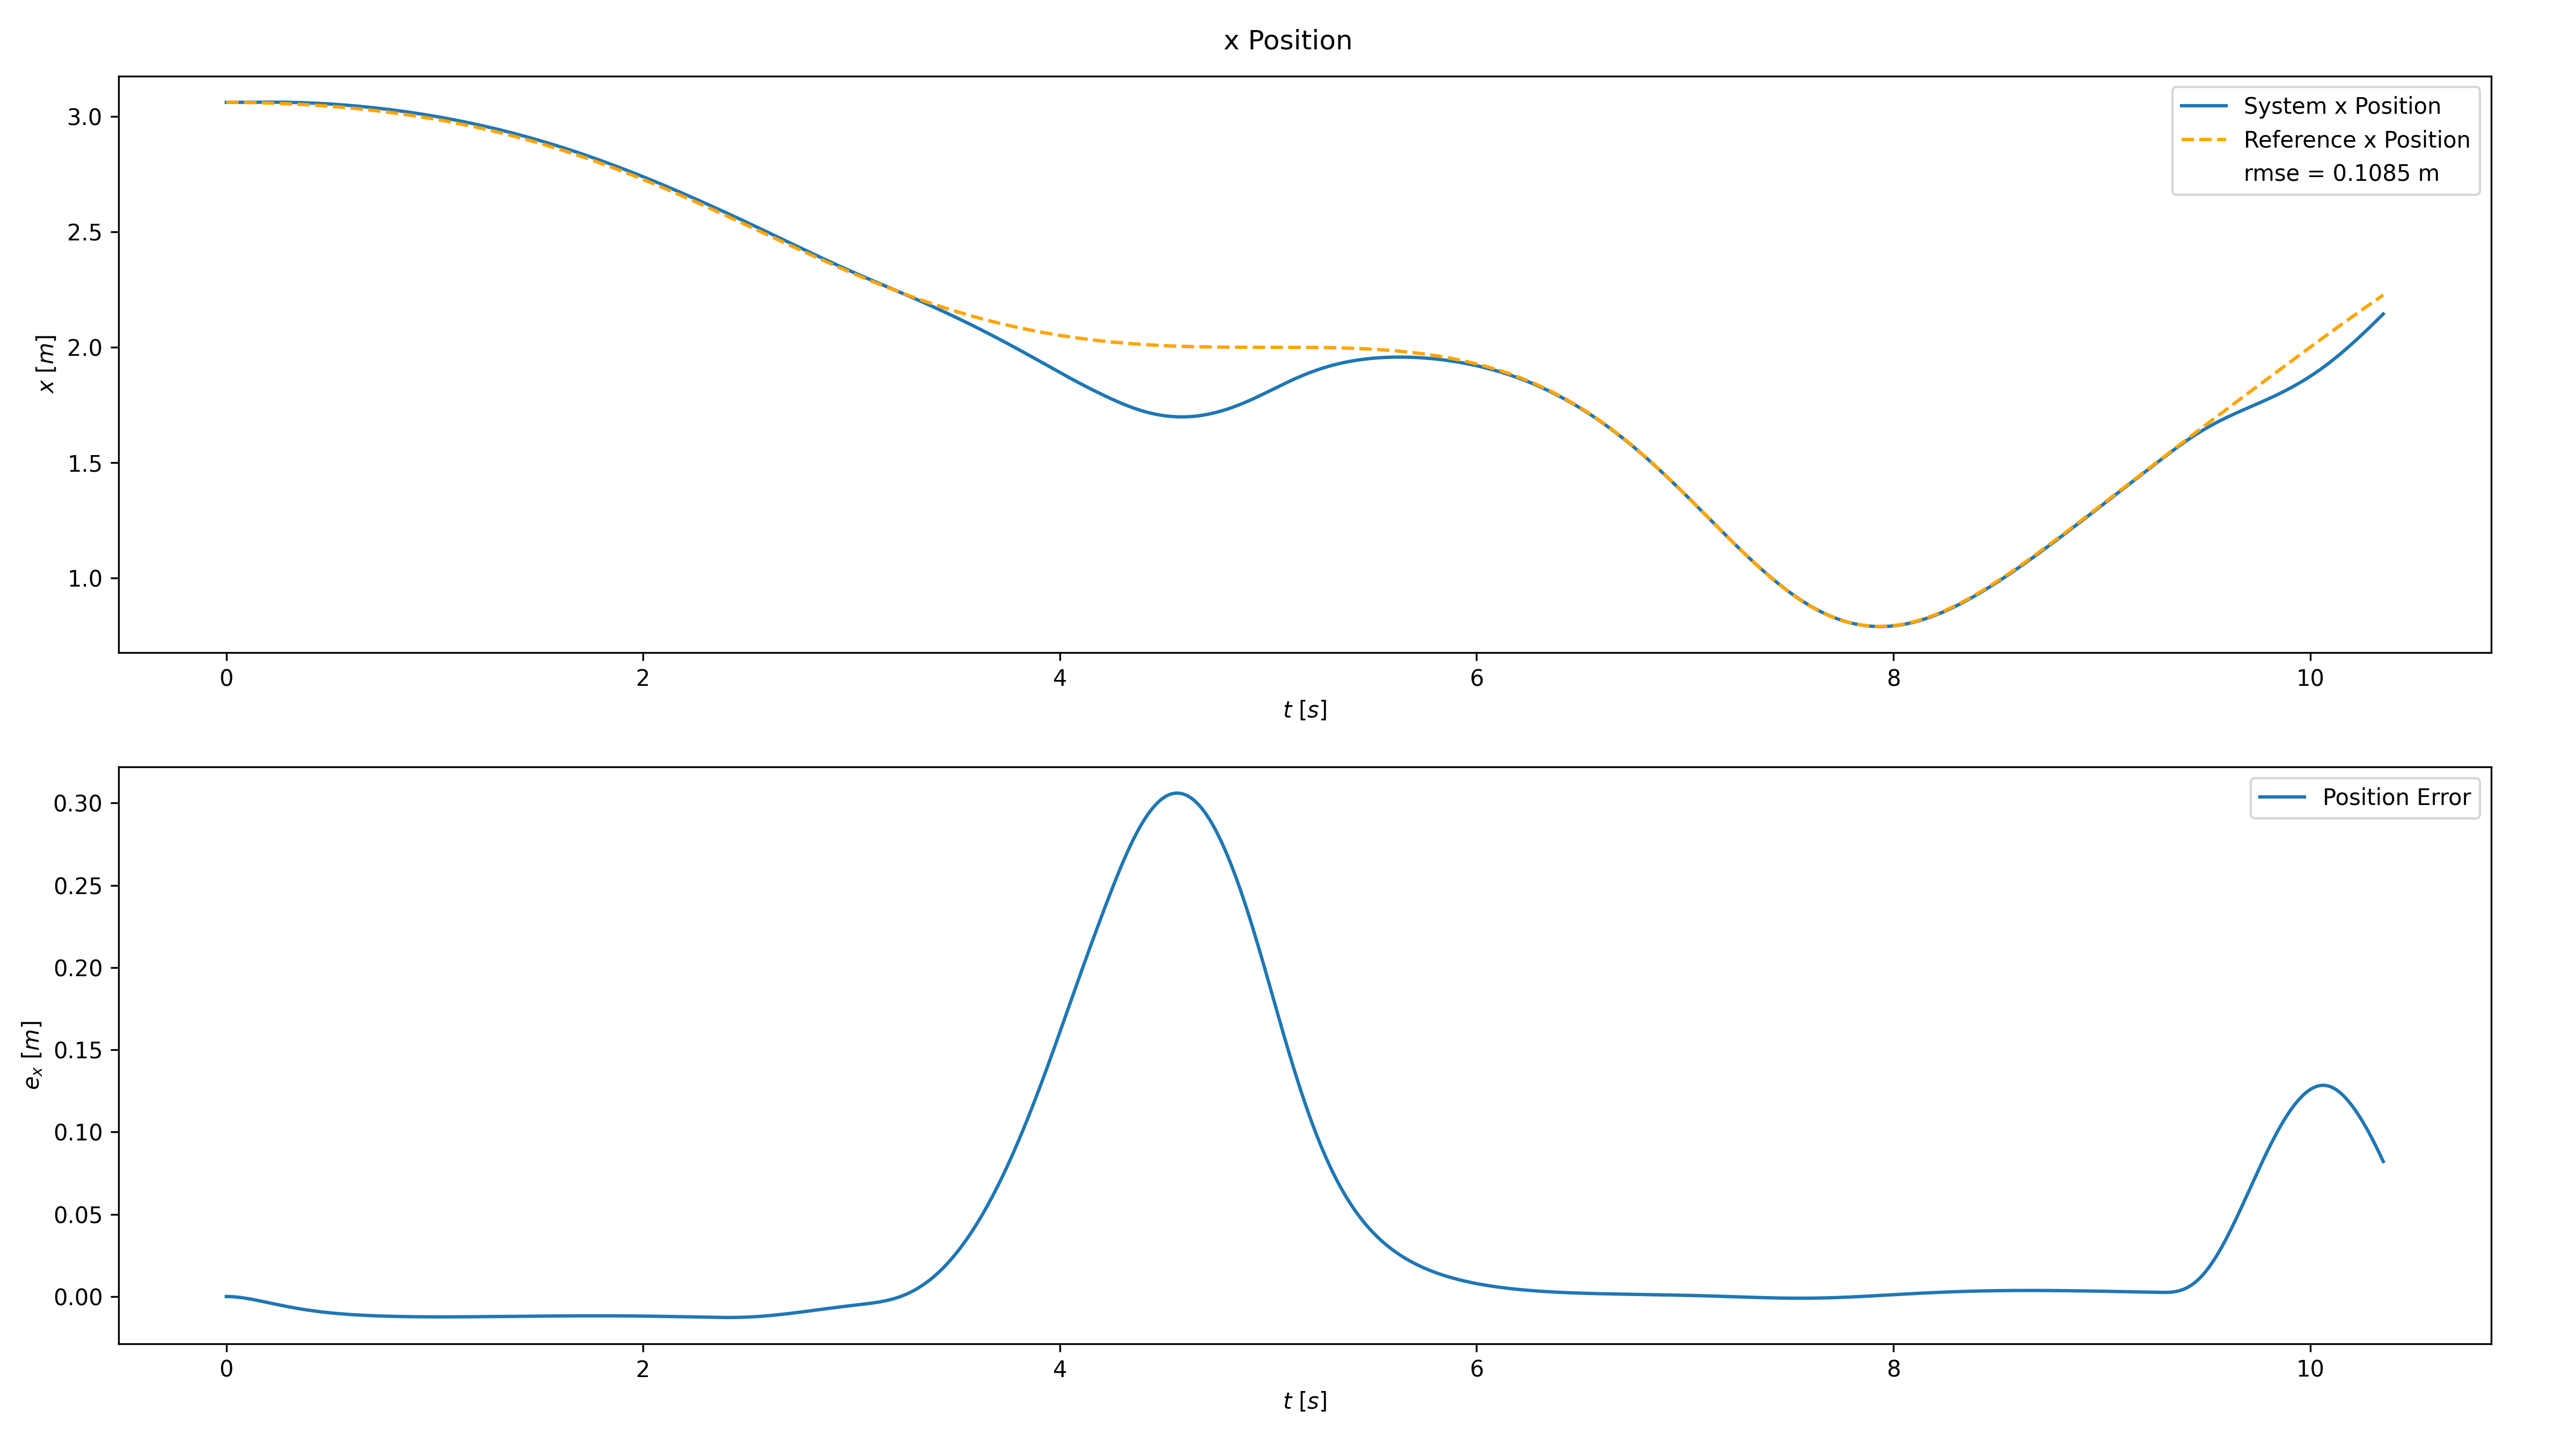 x Position
System x Position
Reference x Position
rmse = 0.1085 m
3.0
2.5
2.0
1.5
1.0
x [m]
0 2 4 6 8 10
t [s]
Position Error
0.30
0.25
0.20
0.15
0.10
0.05
0.00
eₓ [m]
0 2 4 6 8 10
t [s]